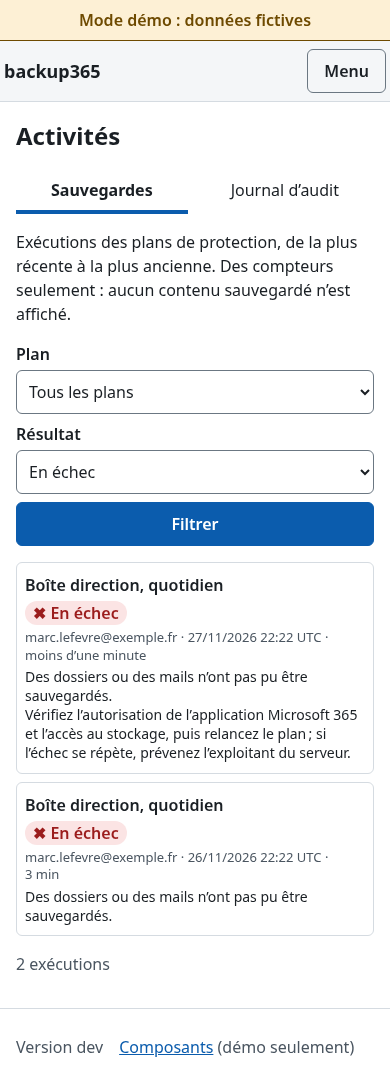 Mode démo : données fictives
backup365
Menu
Activités
Sauvegardes
Journal d’audit
Exécutions des plans de protection, de la plus
récente à la plus ancienne. Des compteurs
seulement : aucun contenu sauvegardé n’est
affiché.
Plan
Tous les plans
Résultat
En échec
Filtrer
Boîte direction, quotidien
✖ En échec
marc.lefevre@exemple.fr · 27/11/2026 22:22 UTC ·
moins d’une minute
Des dossiers ou des mails n’ont pas pu être
sauvegardés.
Vérifiez l’autorisation de l’application Microsoft 365
et l’accès au stockage, puis relancez le plan ; si
l’échec se répète, prévenez l’exploitant du serveur.
Boîte direction, quotidien
✖ En échec
marc.lefevre@exemple.fr · 26/11/2026 22:22 UTC ·
3 min
Des dossiers ou des mails n’ont pas pu être
sauvegardés.
2 exécutions
Version dev Composants (démo seulement)